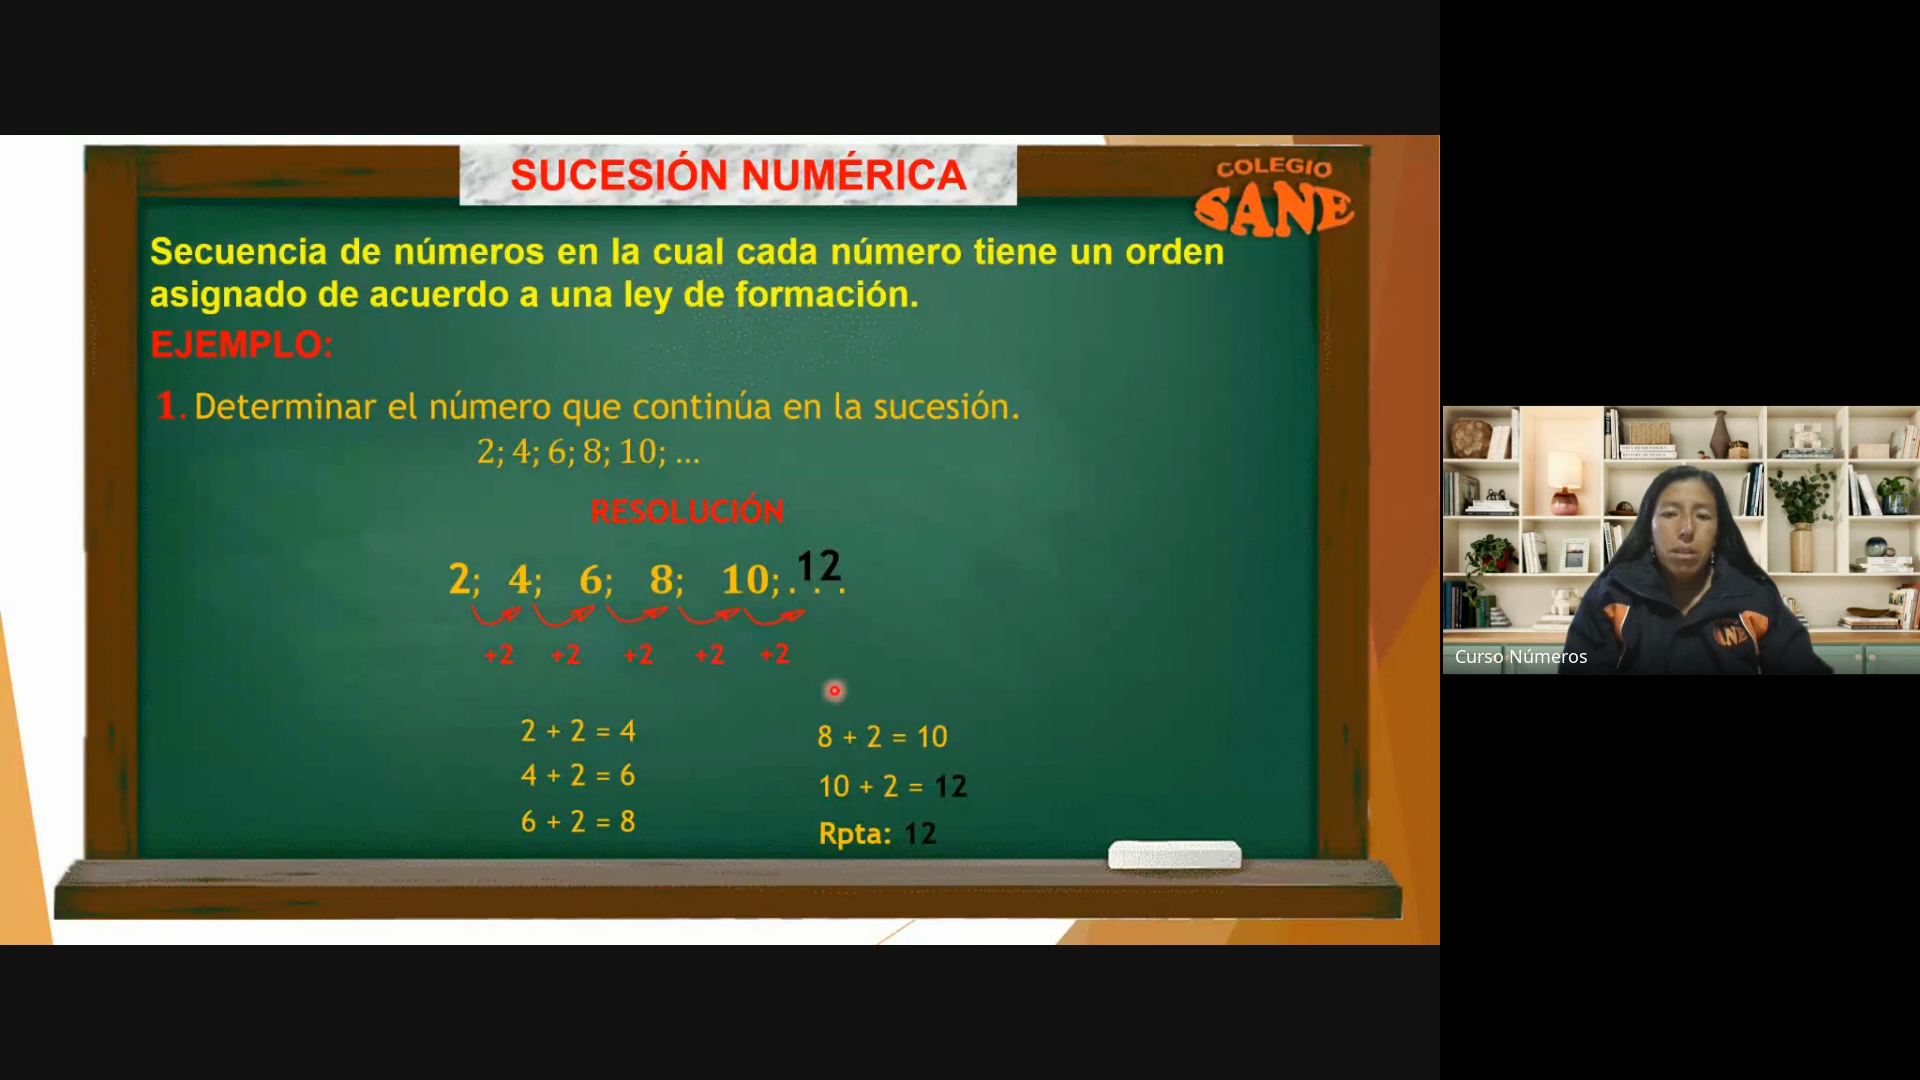 SUCESIÓN NUMÉRICA
COLEGIO
SANE
Secuencia de números en la cual cada número tiene un orden
asignado de acuerdo a una ley de formación.
EJEMPLO:
1. Determinar el número que continúa en la sucesión.
2; 4; 6; 8; 10; ...
RESOLUCIÓN
2; 4; 6; 8; 10; . . . 12
+2 +2 +2 +2 +2
2 + 2 = 4
4 + 2 = 6
6 + 2 = 8
8 + 2 = 10
10 + 2 = 12
Rpta: 12
Curso Números